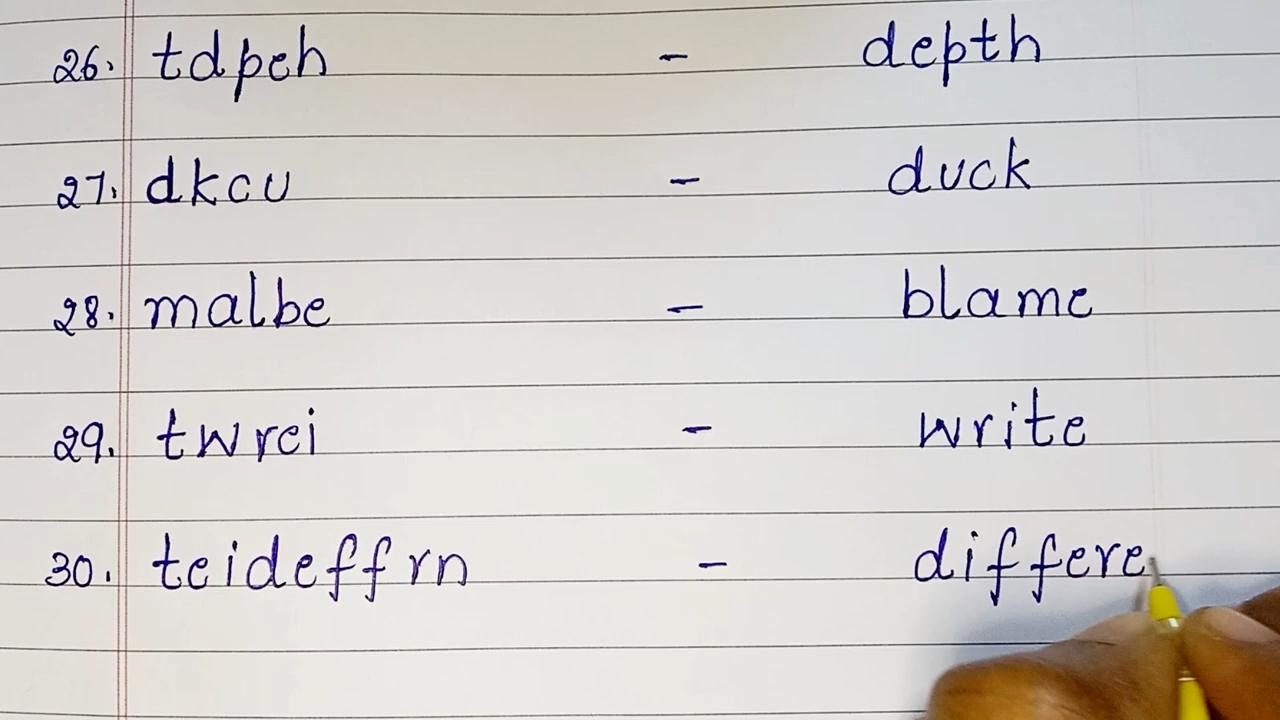 26. tdpeh - depth
27. dkcu - duck
28. malbe - blame
29. twrei - write
30. teideffrn - differe